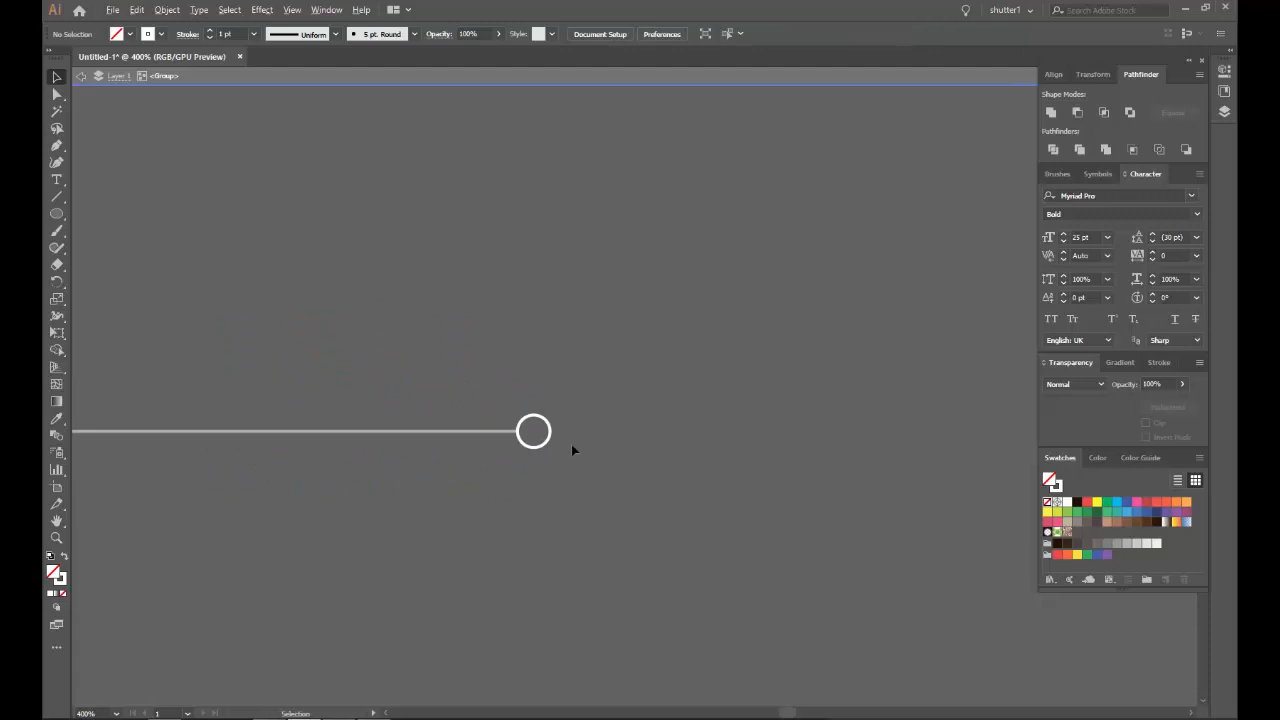 Ai File Edit Object Type Select Effect View Window Help shutter1 Search Adobe Stock
No Selection Stroke: 1 pt Uniform 5 pt. Round Opacity: 100% Style: Document Setup Preferences
Untitled-1* @ 400% (RGB/GPU Preview)
Layer 1 <Group>
Align Transform Pathfinder
Shape Modes:
Expand
Pathfinders:
Brushes Symbols Character
Myriad Pro
Bold
25 pt (30 pt)
Auto 0
100% 100%
0 pt 0°
English: UK Sharp
Transparency Gradient Stroke
Normal Opacity: 100%
Clip
Invert Mask
Swatches Color Color Guide
400% 1 Selection